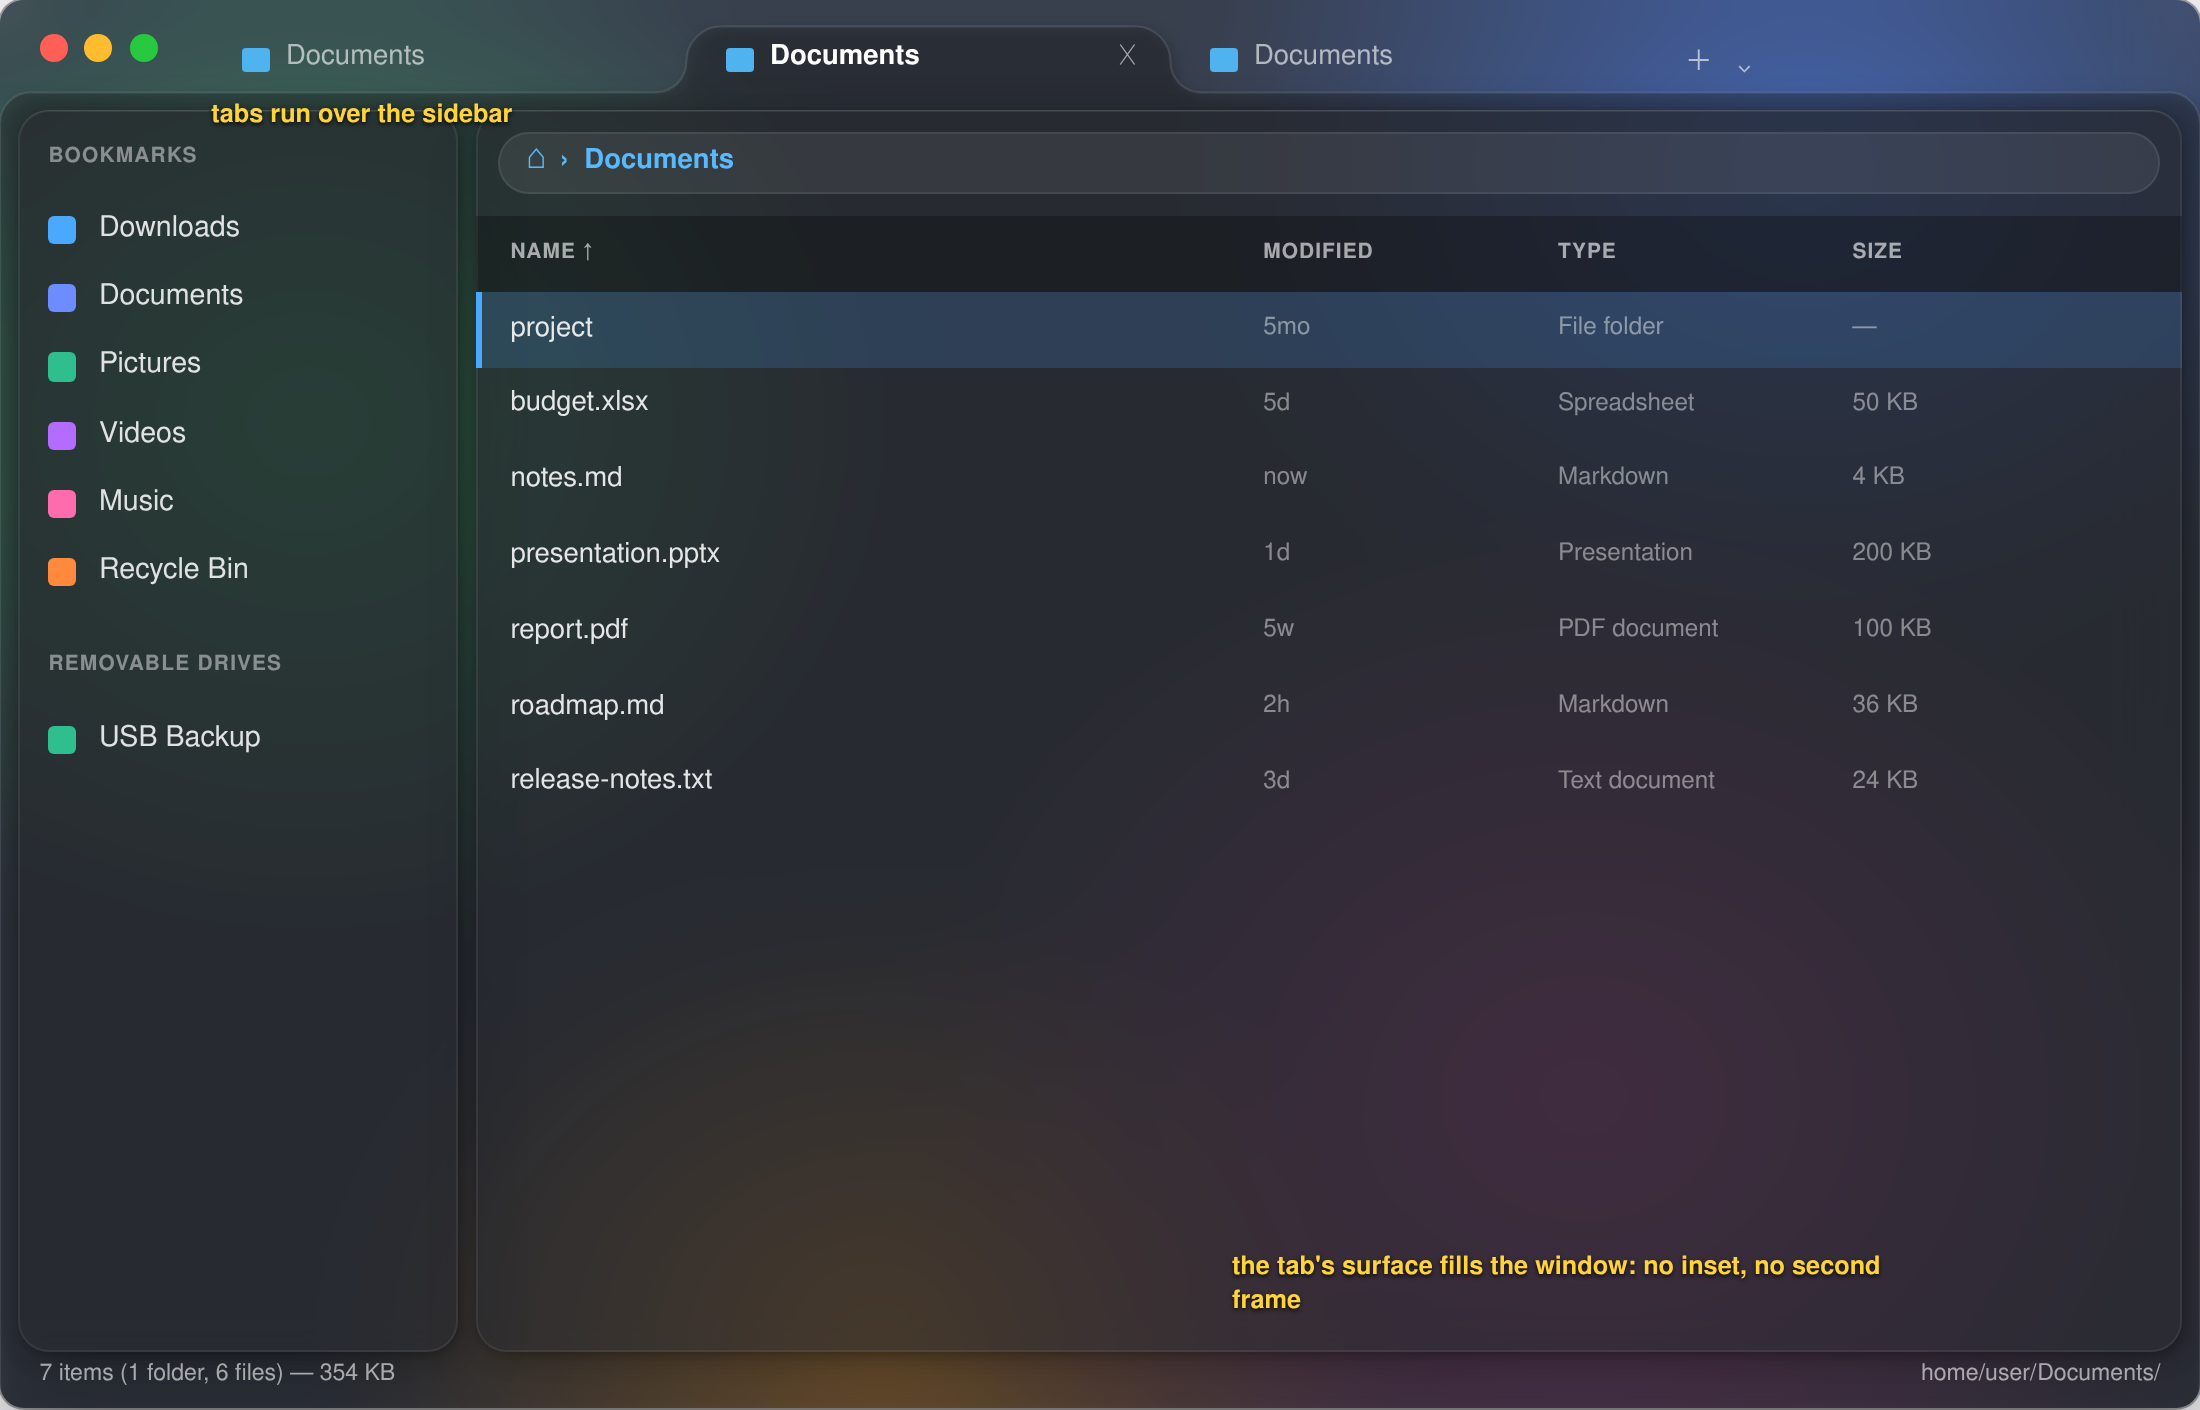 Documents
Documents X
Documents
+ ⌄
tabs run over the sidebar
BOOKMARKS
Downloads
Documents
Pictures
Videos
Music
Recycle Bin
REMOVABLE DRIVES
USB Backup
⌂ › Documents
NAME ↑ MODIFIED TYPE SIZE
project 5mo File folder —
budget.xlsx 5d Spreadsheet 50 KB
notes.md now Markdown 4 KB
presentation.pptx 1d Presentation 200 KB
report.pdf 5w PDF document 100 KB
roadmap.md 2h Markdown 36 KB
release-notes.txt 3d Text document 24 KB
the tab's surface fills the window: no inset, no second
frame
7 items (1 folder, 6 files) — 354 KB
home/user/Documents/